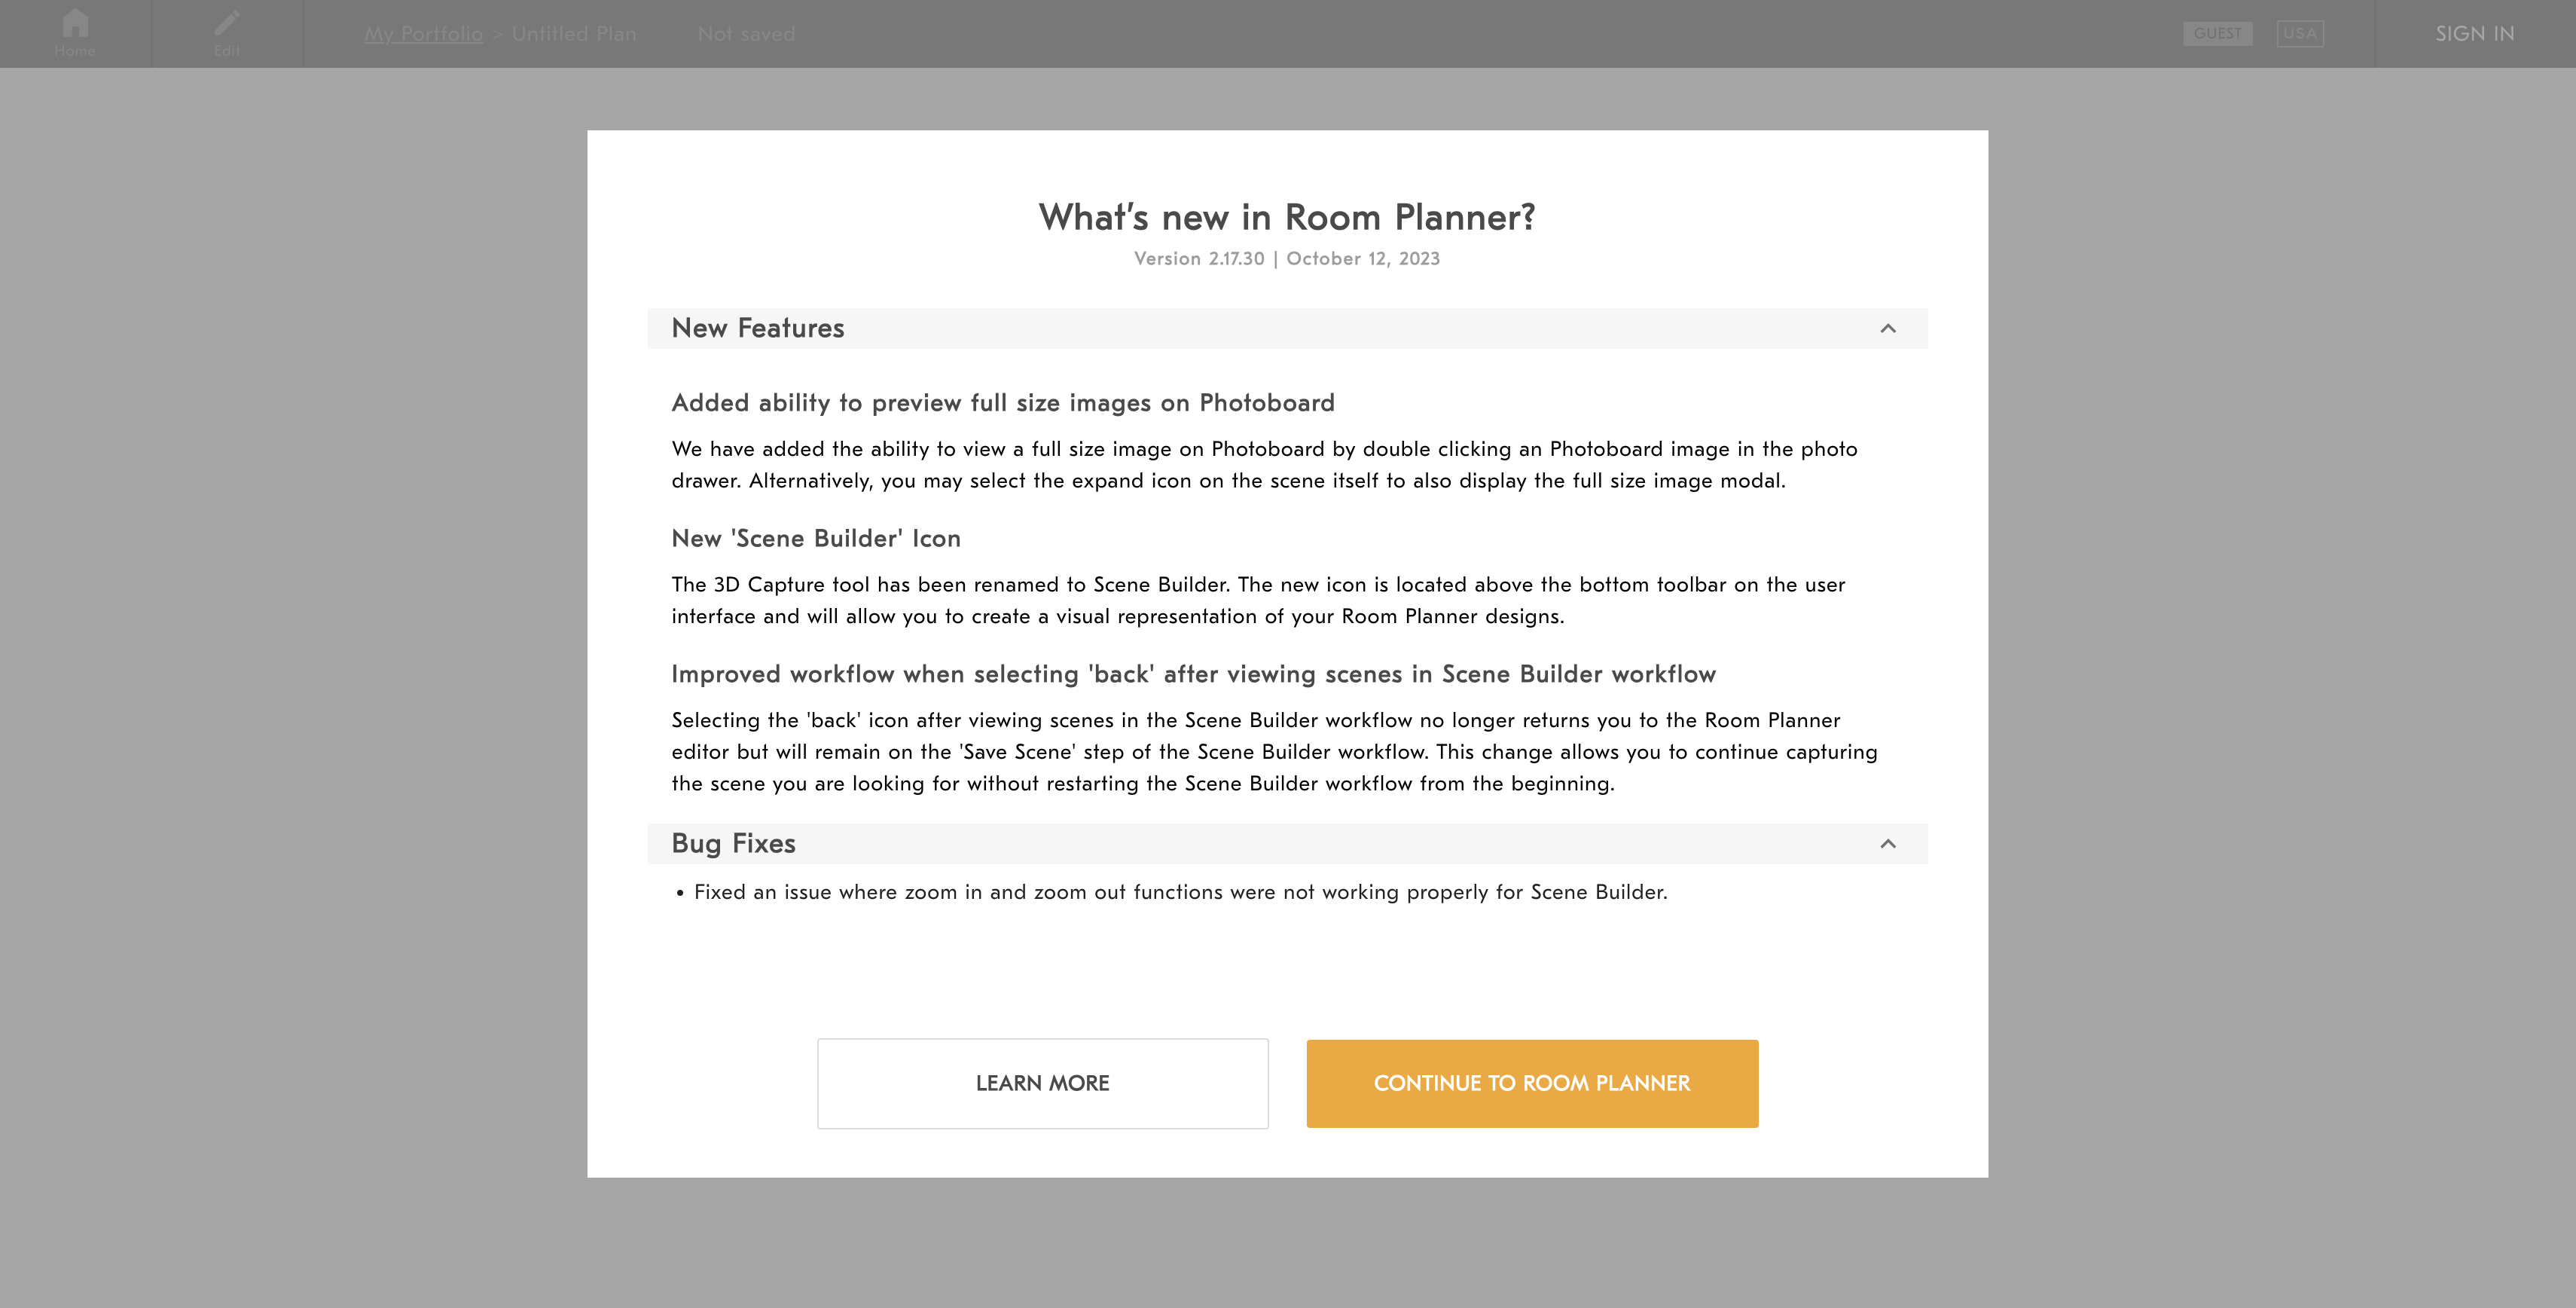 Home
Edit
My Portfolio > Untitled Plan
Not saved
GUEST
USA
SIGN IN
What's new in Room Planner?
Version 2.17.30 | October 12, 2023
New Features
Added ability to preview full size images on Photoboard
We have added the ability to view a full size image on Photoboard by double clicking an Photoboard image in the photo
drawer. Alternatively, you may select the expand icon on the scene itself to also display the full size image modal.
New 'Scene Builder' Icon
The 3D Capture tool has been renamed to Scene Builder. The new icon is located above the bottom toolbar on the user
interface and will allow you to create a visual representation of your Room Planner designs.
Improved workflow when selecting 'back' after viewing scenes in Scene Builder workflow
Selecting the 'back' icon after viewing scenes in the Scene Builder workflow no longer returns you to the Room Planner
editor but will remain on the 'Save Scene' step of the Scene Builder workflow. This change allows you to continue capturing
the scene you are looking for without restarting the Scene Builder workflow from the beginning.
Bug Fixes
• Fixed an issue where zoom in and zoom out functions were not working properly for Scene Builder.
LEARN MORE
CONTINUE TO ROOM PLANNER